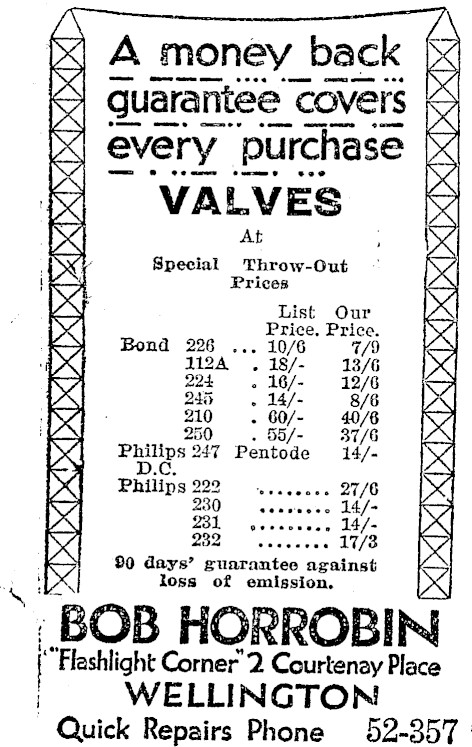 A money back
guarantee covers
every purchase
VALVES
At
Special Throw-Out
Prices
List Our
Price. Price.
Bond 226 ... 10/6 7/9
112A . 18/- 13/6
224 . 16/- 12/6
245 . 14/- 8/6
210 . 60/- 40/6
250 . 55/- 37/6
Philips 247 Pentode 14/-
D.C.
Philips 222 ......... 27/6
230 ......... 14/-
231 ......... 14/-
232 ........ 17/3
90 days' guarantee against
loss of emission.
BOB HORROBIN
"Flashlight Corner" 2 Courtenay Place
WELLINGTON
Quick Repairs Phone 52-357